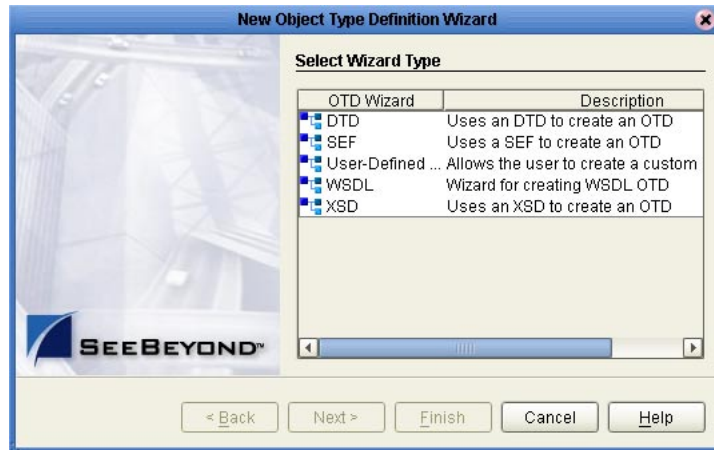 New Object Type Definition Wizard
Select Wizard Type
OTD Wizard Description
DTD Uses an DTD to create an OTD
SEF Uses a SEF to create an OTD
User-Defined ... Allows the user to create a custom
WSDL Wizard for creating WSDL OTD
XSD Uses an XSD to create an OTD
SEEBEYOND™
< Back Next > Finish Cancel Help